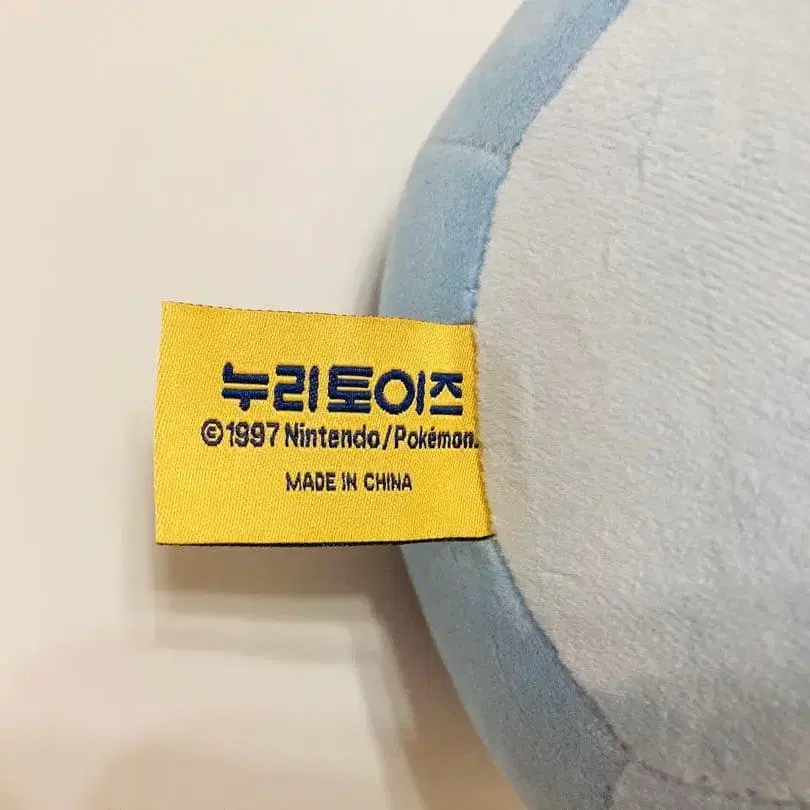 누리토이즈
©1997 Nintendo/Pokémon.
MADE IN CHINA